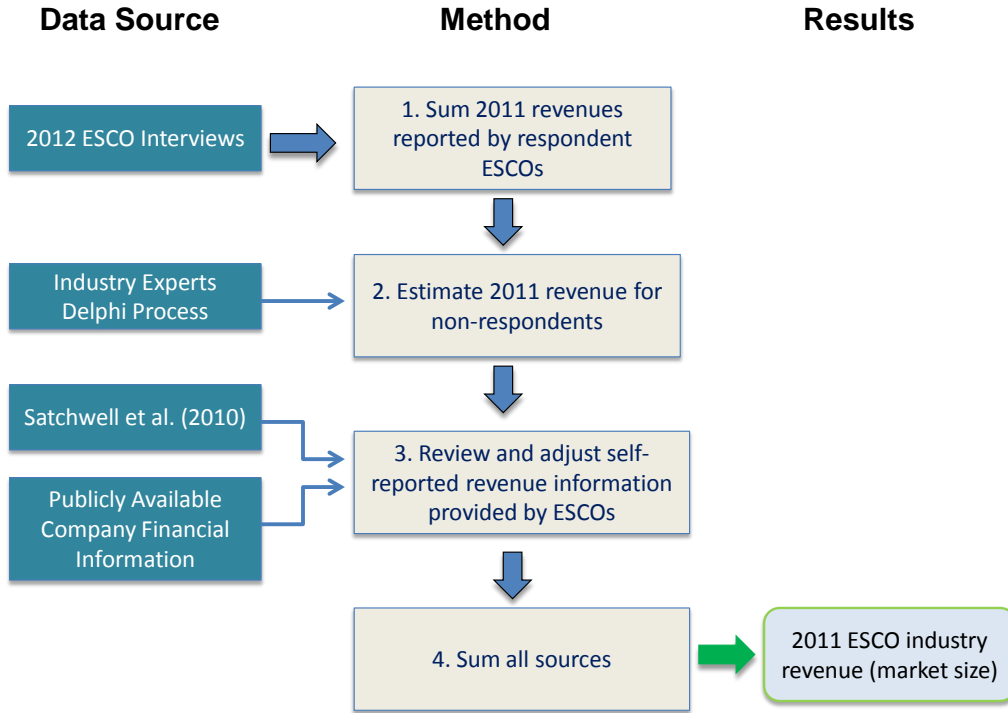 Data Source
Method
Results
2012 ESCO Interviews
1. Sum 2011 revenues
reported by respondent
ESCOs
Industry Experts
Delphi Process
2. Estimate 2011 revenue for
non-respondents
Satchwell et al. (2010)
Publicly Available
Company Financial
Information
3. Review and adjust self-
reported revenue information
provided by ESCOs
4. Sum all sources
2011 ESCO industry
revenue (market size)